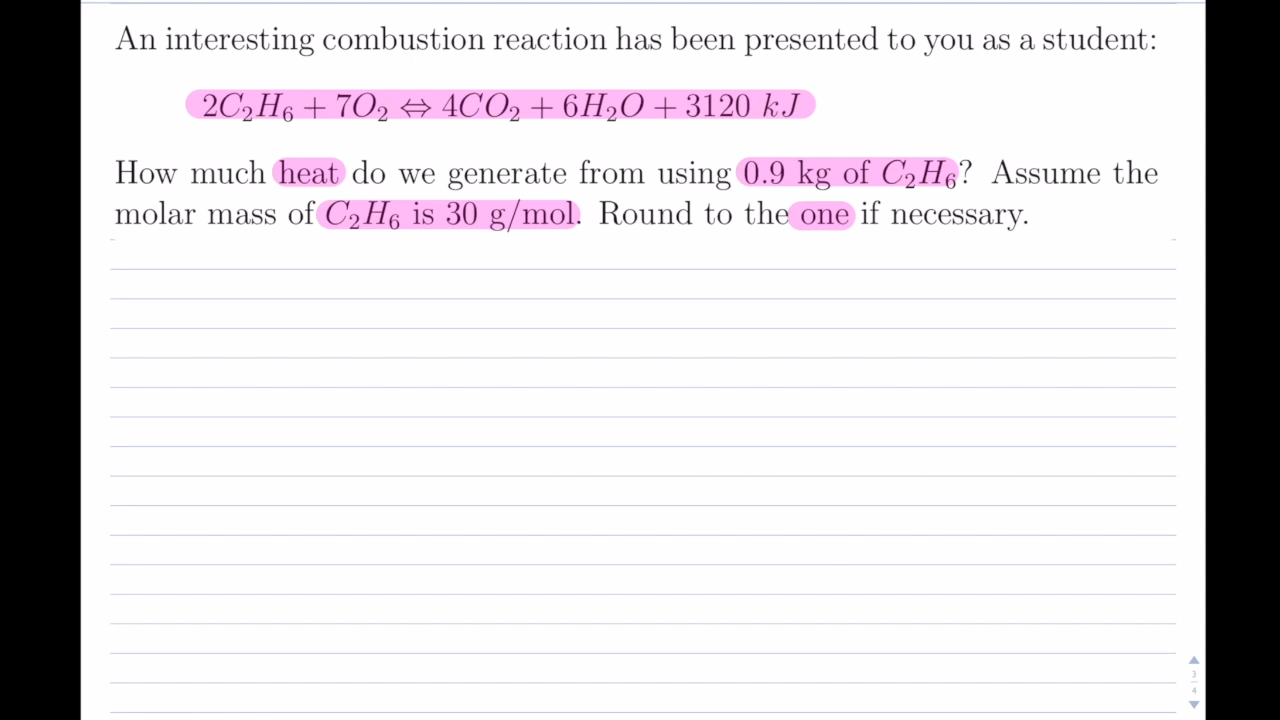 An interesting combustion reaction has been presented to you as a student:
2C₂H₆ + 7O₂ ⇔ 4CO₂ + 6H₂O + 3120 kJ
How much heat do we generate from using 0.9 kg of C₂H₆? Assume the
molar mass of C₂H₆ is 30 g/mol. Round to the one if necessary.
3
4